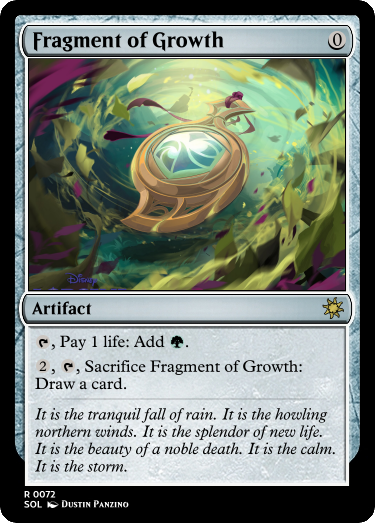 Fragment of Growth 0
Disney
Artifact
, Pay 1 life: Add .
2, , Sacrifice Fragment of Growth:
Draw a card.
It is the tranquil fall of rain. It is the howling
northern winds. It is the splendor of new life.
It is the beauty of a noble death. It is the calm.
It is the storm.
R 0072
SOL Dustin Panzino